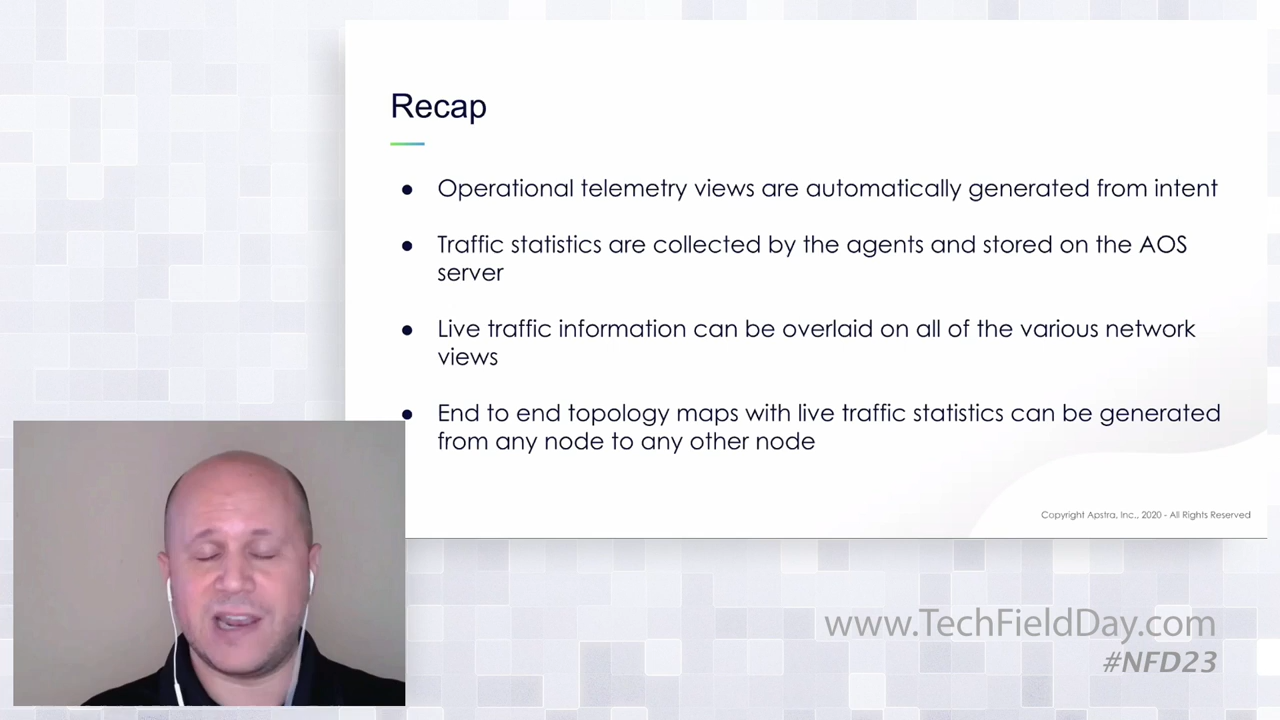 Recap
● Operational telemetry views are automatically generated from intent
● Traffic statistics are collected by the agents and stored on the AOS
server
● Live traffic information can be overlaid on all of the various network
views
● End to end topology maps with live traffic statistics can be generated
from any node to any other node
Copyright Apstra, Inc., 2020 - All Rights Reserved
www.TechFieldDay.com
#NFD23